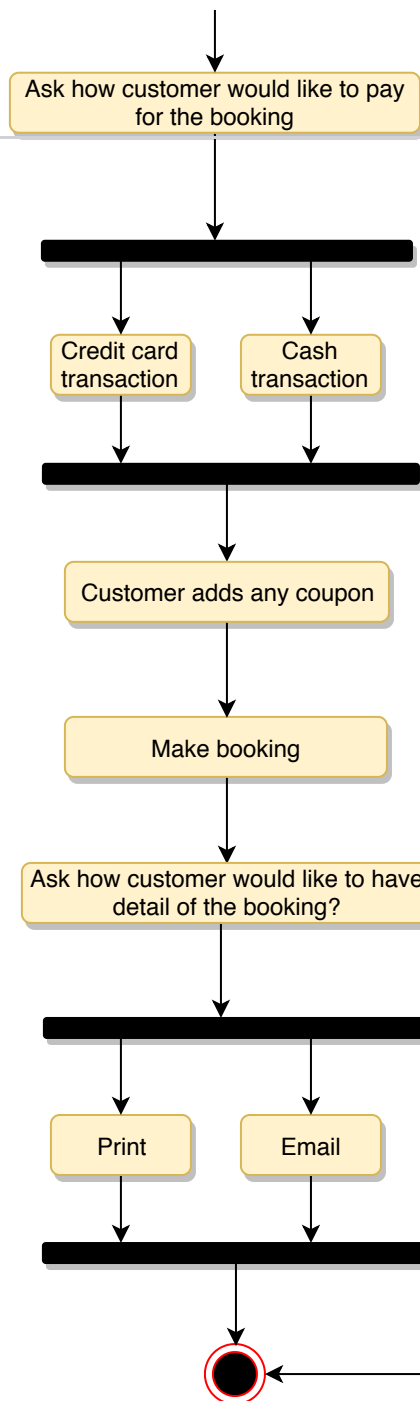 Ask how customer would like to pay
for the booking
Credit card
transaction
Cash
transaction
Customer adds any coupon
Make booking
Ask how customer would like to have
detail of the booking?
Print
Email